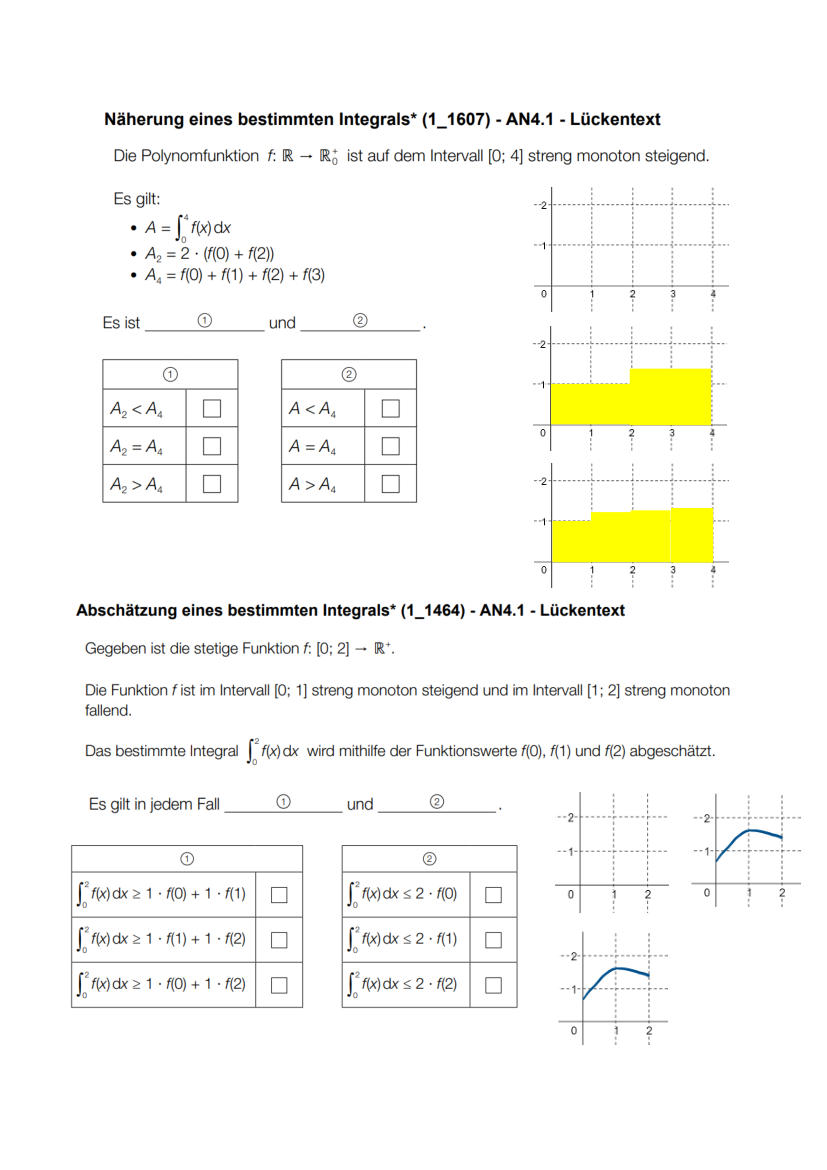 Näherung eines bestimmten Integrals* (1_1607) - AN4.1 - Lückentext
Die Polynomfunktion f: ℝ → ℝ₀⁺ ist auf dem Intervall [0; 4] streng monoton steigend.
Es gilt:
• A = ∫₀⁴ f(x) dx
• A₂ = 2 · (f(0) + f(2))
• A₄ = f(0) + f(1) + f(2) + f(3)
Es ist ____①____ und ____②____ .
①
A₂ < A₄ ☐
A₂ = A₄ ☐
A₂ > A₄ ☐
②
A < A₄ ☐
A = A₄ ☐
A > A₄ ☐
2
1
0 1 2 3 4
2
1
0 1 2 3 4
2
1
0 1 2 3 4
Abschätzung eines bestimmten Integrals* (1_1464) - AN4.1 - Lückentext
Gegeben ist die stetige Funktion f: [0; 2] → ℝ⁺.
Die Funktion f ist im Intervall [0; 1] streng monoton steigend und im Intervall [1; 2] streng monoton
fallend.
Das bestimmte Integral ∫₀² f(x) dx wird mithilfe der Funktionswerte f(0), f(1) und f(2) abgeschätzt.
Es gilt in jedem Fall ____①____ und ____②____ .
①
∫₀² f(x) dx ≥ 1 · f(0) + 1 · f(1) ☐
∫₀² f(x) dx ≥ 1 · f(1) + 1 · f(2) ☐
∫₀² f(x) dx ≥ 1 · f(0) + 1 · f(2) ☐
②
∫₀² f(x) dx ≤ 2 · f(0) ☐
∫₀² f(x) dx ≤ 2 · f(1) ☐
∫₀² f(x) dx ≤ 2 · f(2) ☐
2
1
0 1 2
2
1
0 1 2
2
1
0 1 2